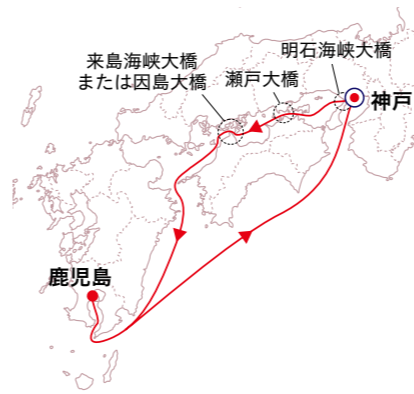 明石海峡大橋
来島海峡大橋
または因島大橋
瀬戸大橋
神戸
鹿児島